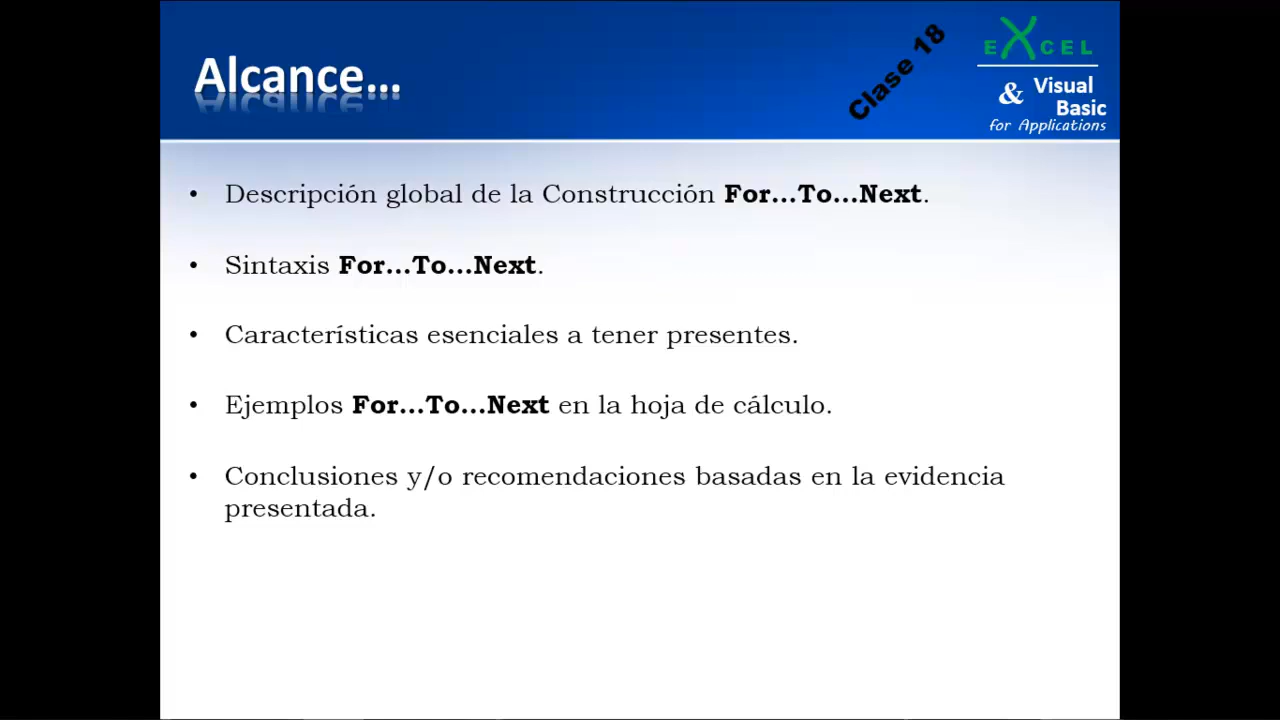 Alcance...
Clase 18
EXCEL
& Visual
Basic
for Applications
• Descripción global de la Construcción For...To...Next.
• Sintaxis For...To...Next.
• Características esenciales a tener presentes.
• Ejemplos For...To...Next en la hoja de cálculo.
• Conclusiones y/o recomendaciones basadas en la evidencia
presentada.